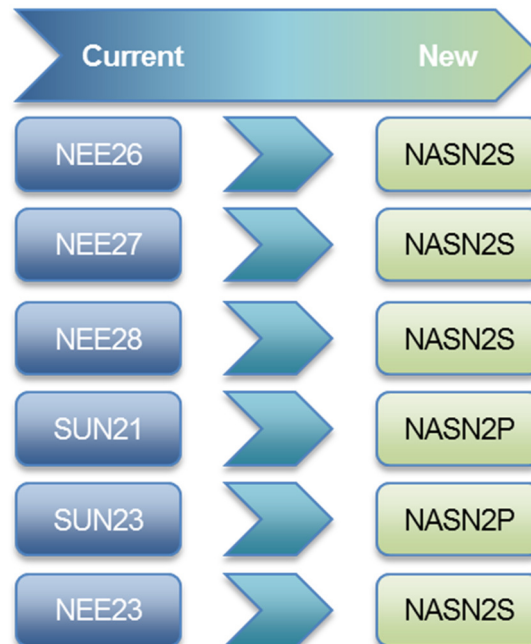 Current New
NEE26 NASN2S
NEE27 NASN2S
NEE28 NASN2S
SUN21 NASN2P
SUN23 NASN2P
NEE23 NASN2S